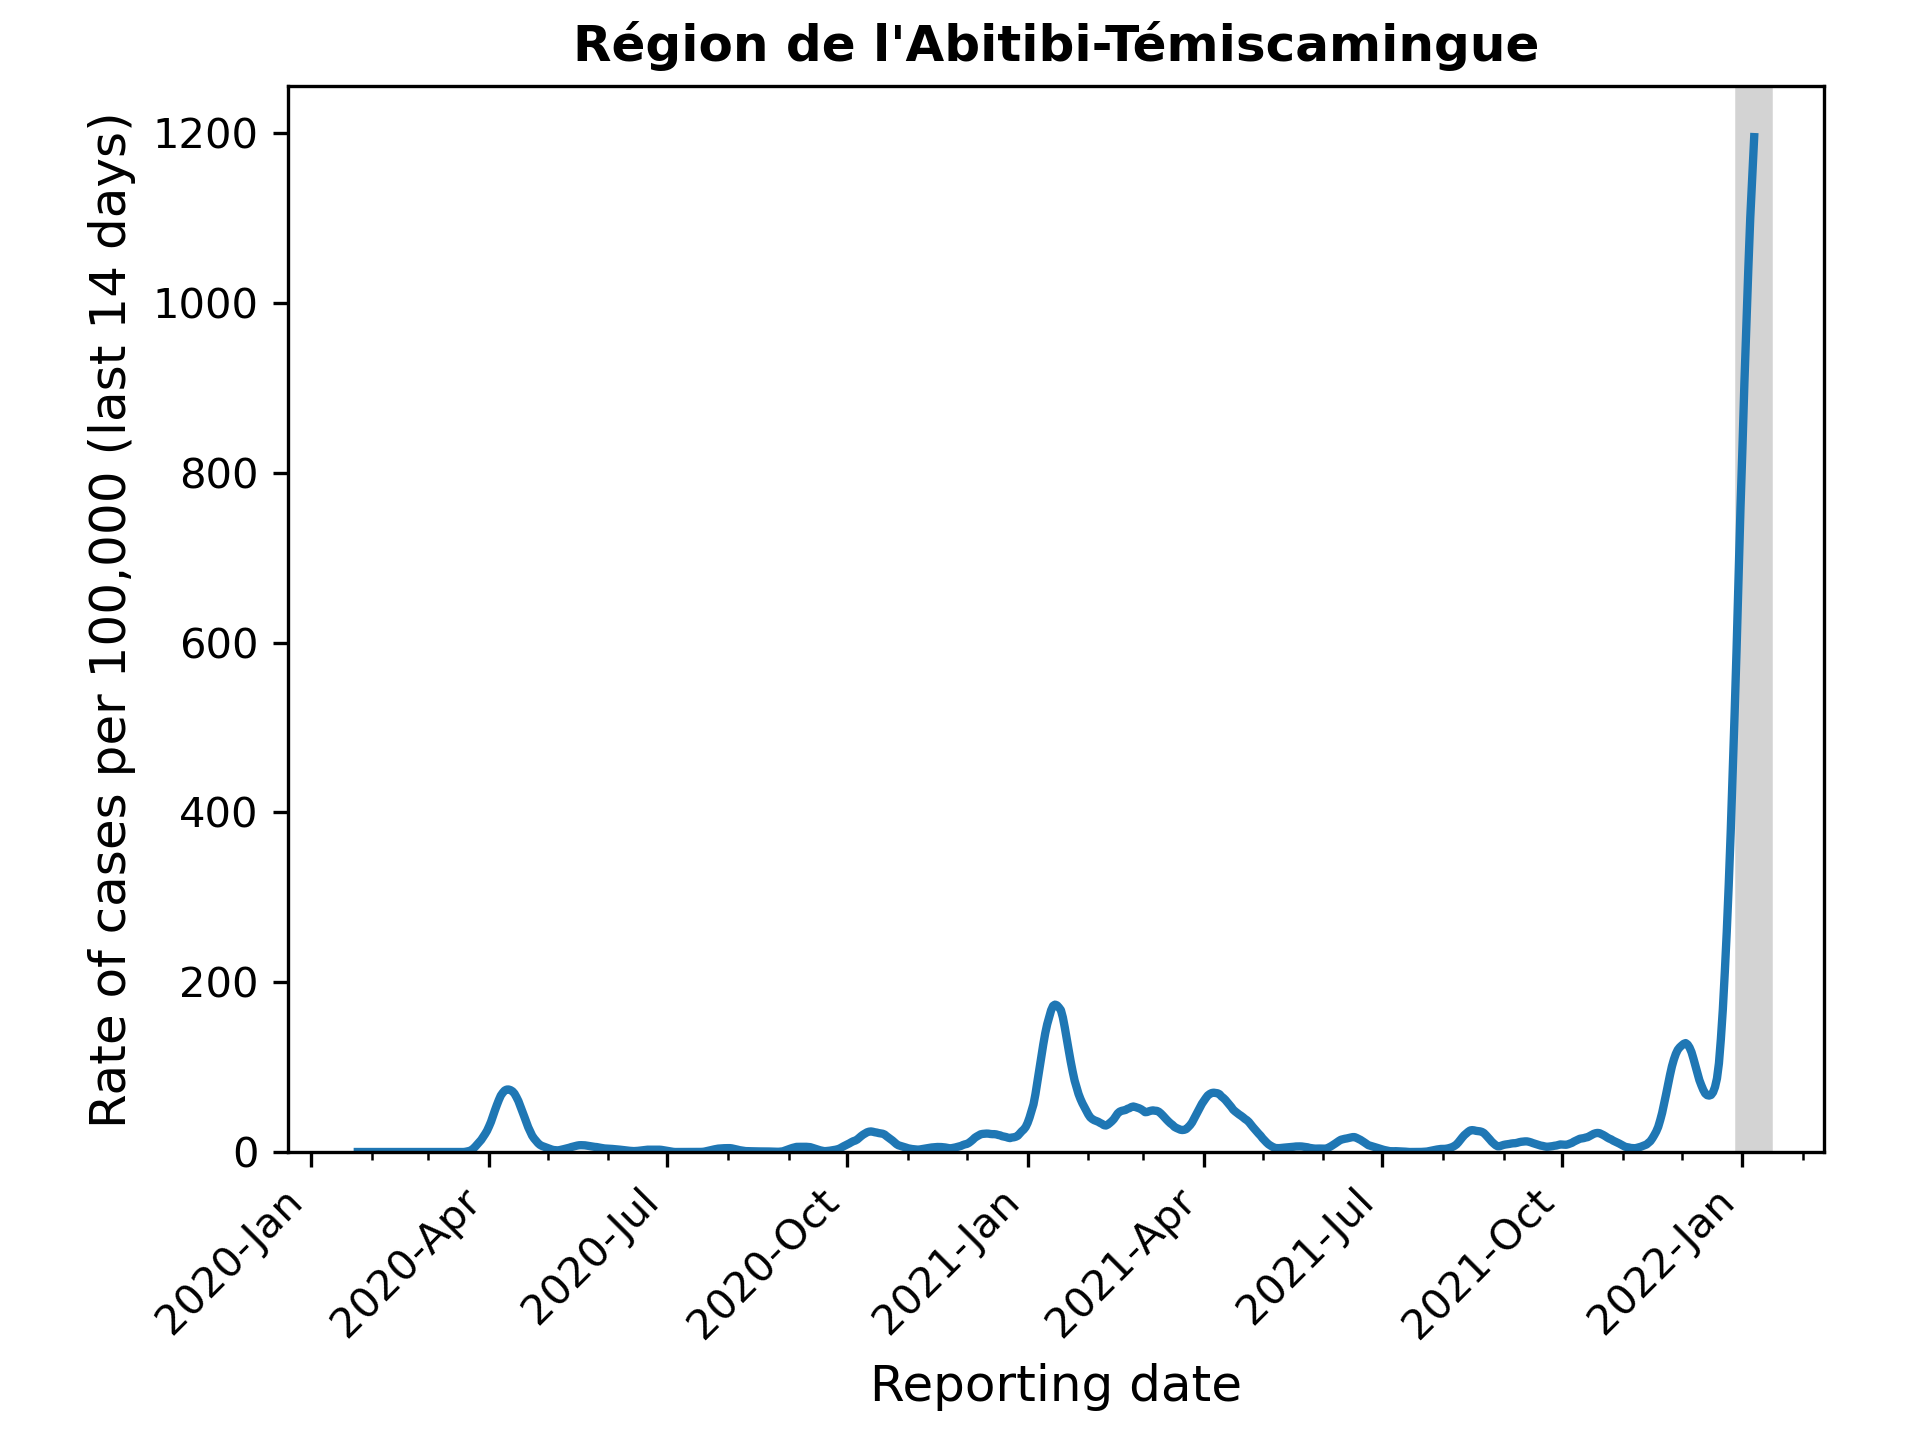 Région de l'Abitibi-Témiscamingue
Rate of cases per 100,000 (last 14 days)
1200
1000
800
600
400
200
0
2020-Jan
2020-Apr
2020-Jul
2020-Oct
2021-Jan
2021-Apr
2021-Jul
2021-Oct
2022-Jan
Reporting date